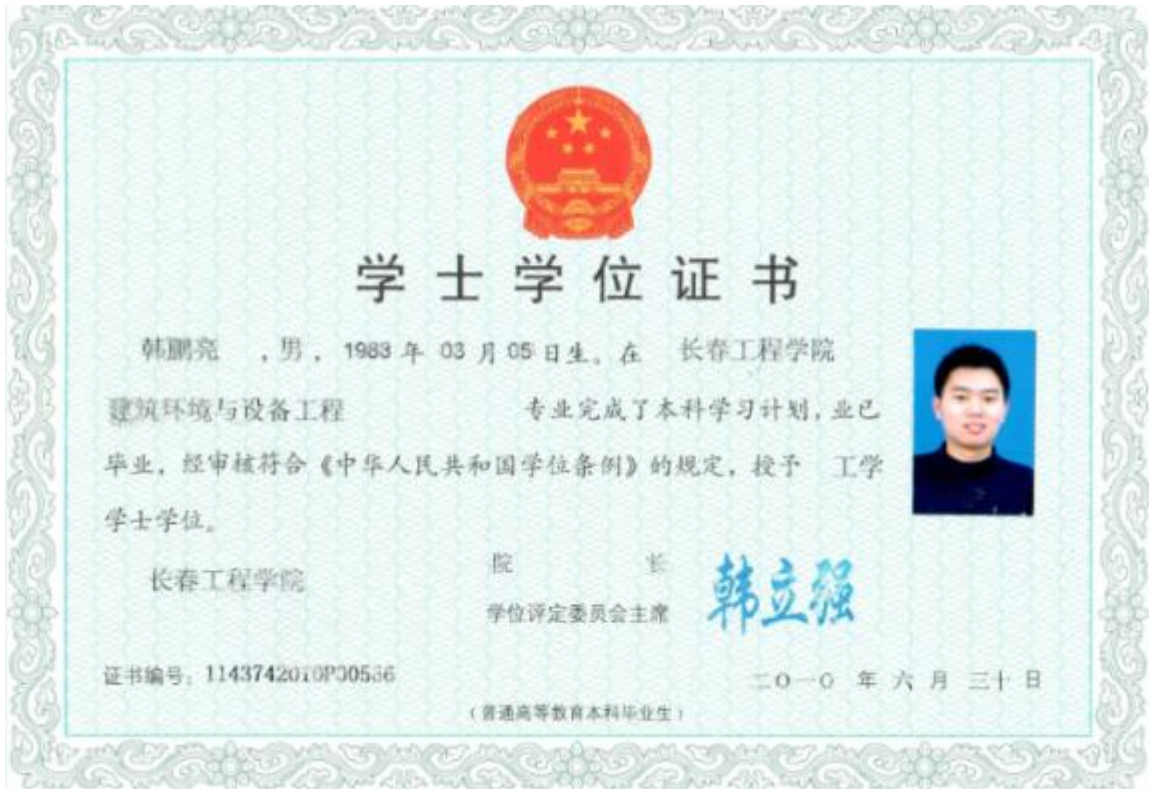 学士学位证书
韩鹏亮 ，男，1983 年 03 月 05 日生。在 长春工程学院
建筑环境与设备工程 专业完成了本科学习计划，业已
毕业，经审核符合《中华人民共和国学位条例》的规定，授予 工学
学士学位。
长春工程学院
院 长
学位评定委员会主席
韩立强
证书编号：
二〇一〇 年 六 月 三十 日
（普通高等教育本科毕业生）